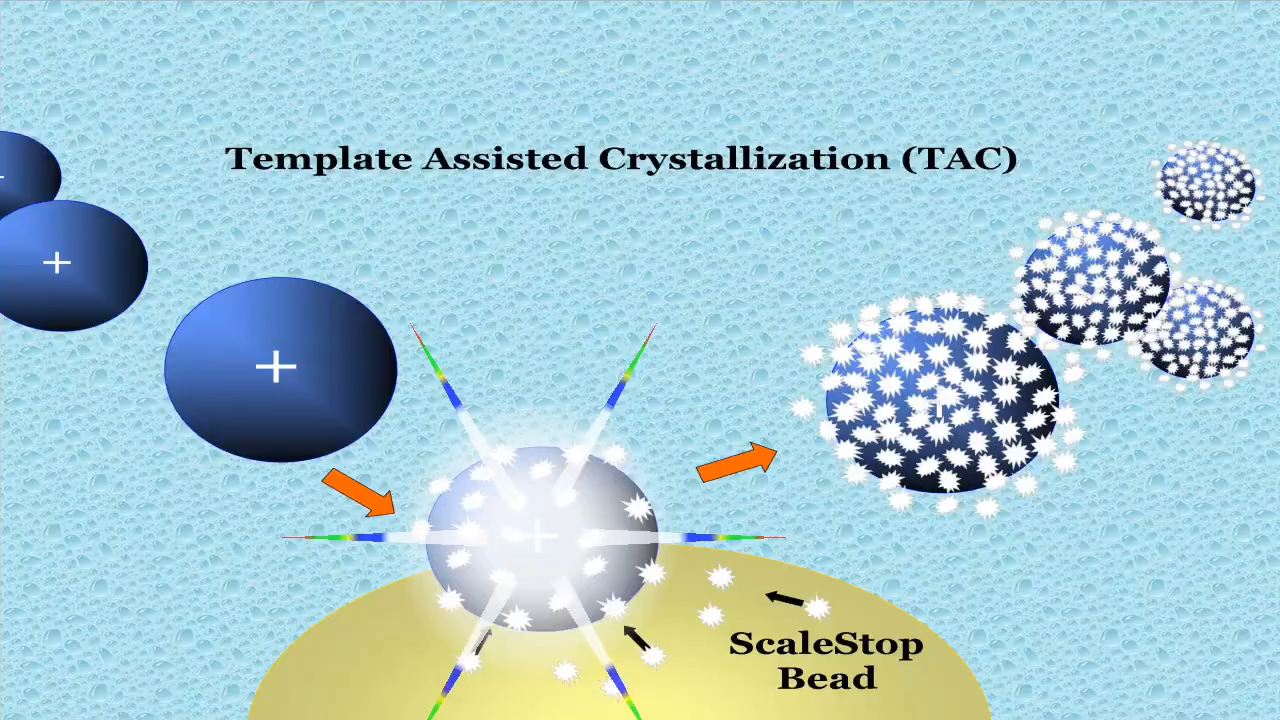 Template Assisted Crystallization (TAC)
+
+
+
ScaleStop
Bead